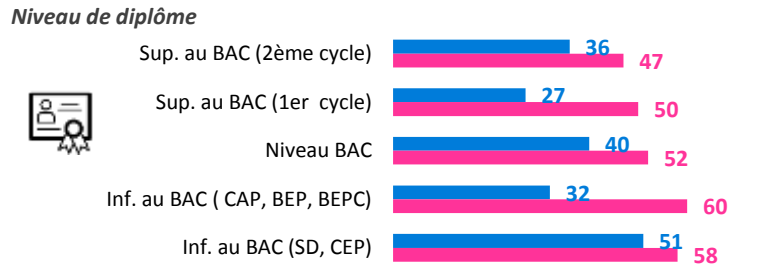 Niveau de diplôme
Sup. au BAC (2ème cycle)
36
47
Sup. au BAC (1er cycle)
27
50
Niveau BAC
40
52
Inf. au BAC ( CAP, BEP, BEPC)
32
60
Inf. au BAC (SD, CEP)
51
58